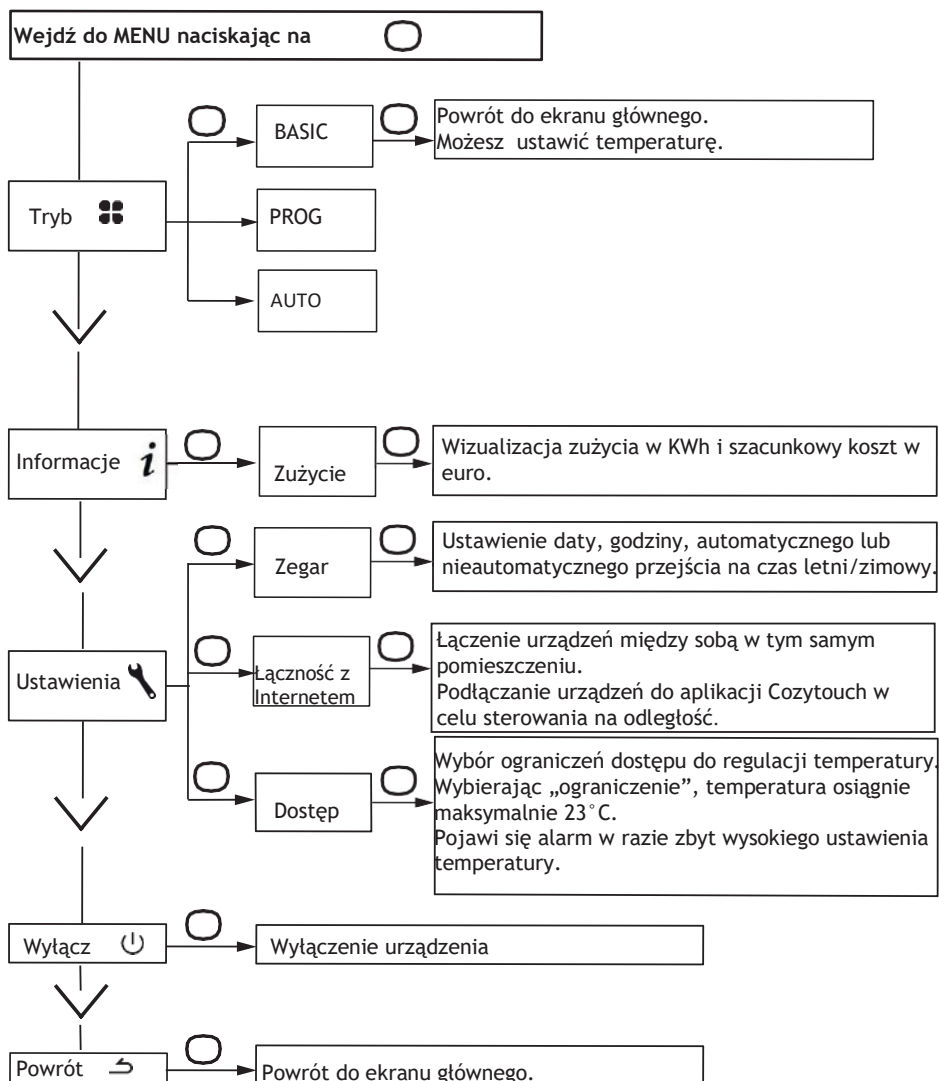 Wejdź do MENU naciskając na
BASIC
Powrót do ekranu głównego.
Możesz ustawić temperaturę.
Tryb
PROG
AUTO
Informacje i
Zużycie
Wizualizacja zużycia w KWh i szacunkowy koszt w
euro.
Zegar
Ustawienie daty, godziny, automatycznego lub
nieautomatycznego przejścia na czas letni/zimowy.
Ustawienia
Łączność z
Internetem
Łączenie urządzeń między sobą w tym samym
pomieszczeniu.
Podłączanie urządzeń do aplikacji Cozytouch w
celu sterowania na odległość.
Dostęp
Wybór ograniczeń dostępu do regulacji temperatury.
Wybierając „ograniczenie”, temperatura osiągnie
maksymalnie 23°C.
Pojawi się alarm w razie zbyt wysokiego ustawienia
temperatury.
Wyłącz
Wyłączenie urządzenia
Powrót
Powrót do ekranu głównego.